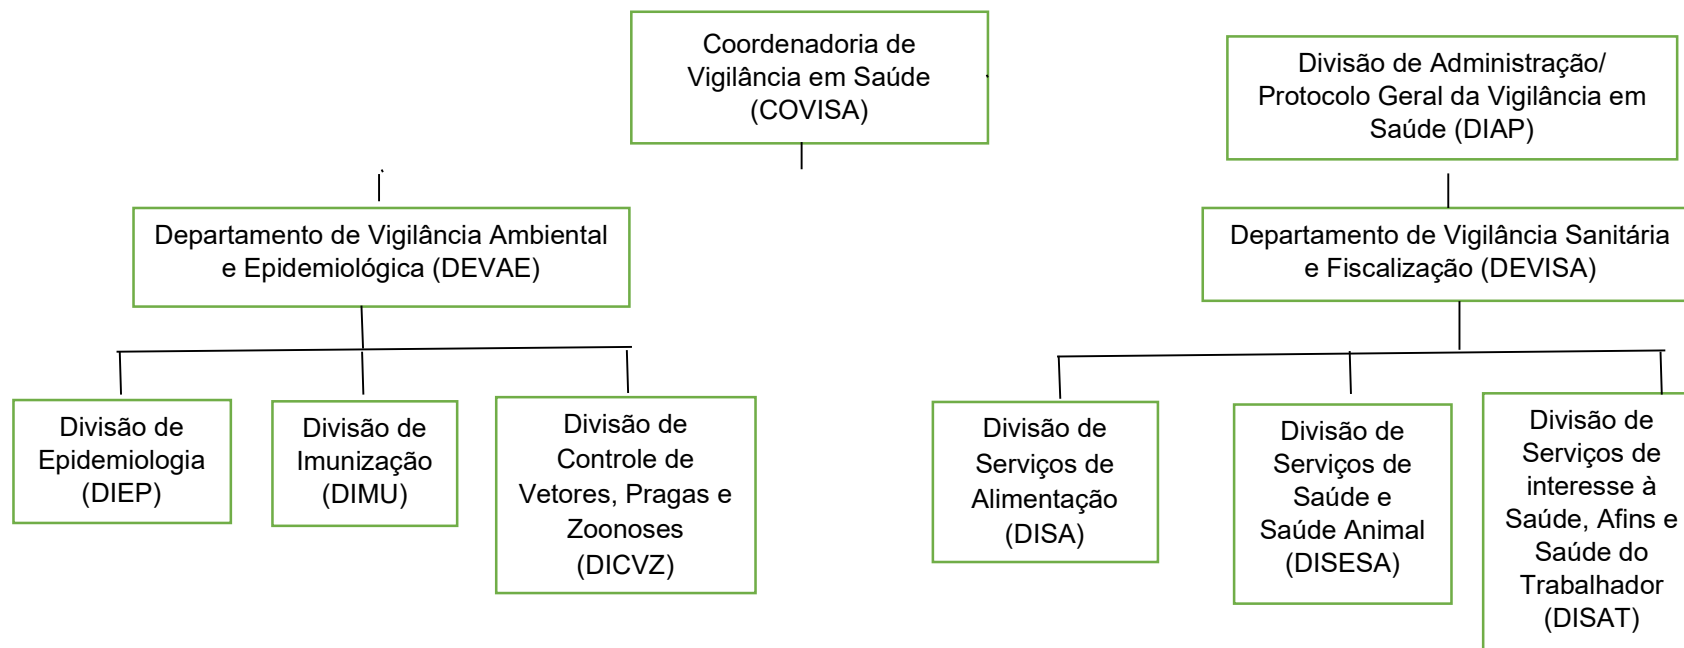 Coordenadoria de
Vigilância em Saúde
(COVISA)
Divisão de Administração/
Protocolo Geral da Vigilância em
Saúde (DIAP)
Departamento de Vigilância Ambiental
e Epidemiológica (DEVAE)
Departamento de Vigilância Sanitária
e Fiscalização (DEVISA)
Divisão de
Epidemiologia
(DIEP)
Divisão de
Imunização
(DIMU)
Divisão de
Controle de
Vetores, Pragas e
Zoonoses
(DICVZ)
Divisão de
Serviços de
Alimentação
(DISA)
Divisão de
Serviços de
Saúde e
Saúde Animal
(DISESA)
Divisão de
Serviços de
interesse à
Saúde, Afins e
Saúde do
Trabalhador
(DISAT)